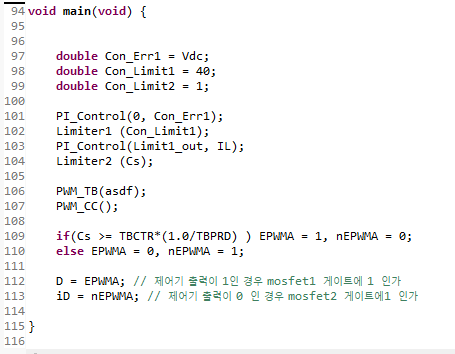 94 void main(void) {
95
96
97 double Con_Err1 = Vdc;
98 double Con_Limit1 = 40;
99 double Con_Limit2 = 1;
100
101 PI_Control(0, Con_Err1);
102 Limiter1 (Con_Limit1);
103 PI_Control(Limit1_out, IL);
104 Limiter2 (Cs);
105
106 PWM_TB(asdf);
107 PWM_CC();
108
109 if(Cs >= TBCTR*(1.0/TBPRD) ) EPWMA = 1, nEPWMA = 0;
110 else EPWMA = 0, nEPWMA = 1;
111
112 D = EPWMA; // 제어기 출력이 1인 경우 mosfet1 게이트에 1 인가
113 iD = nEPWMA; // 제어기 출력이 0 인 경우 mosfet2 게이트에1 인가
114
115 }
116